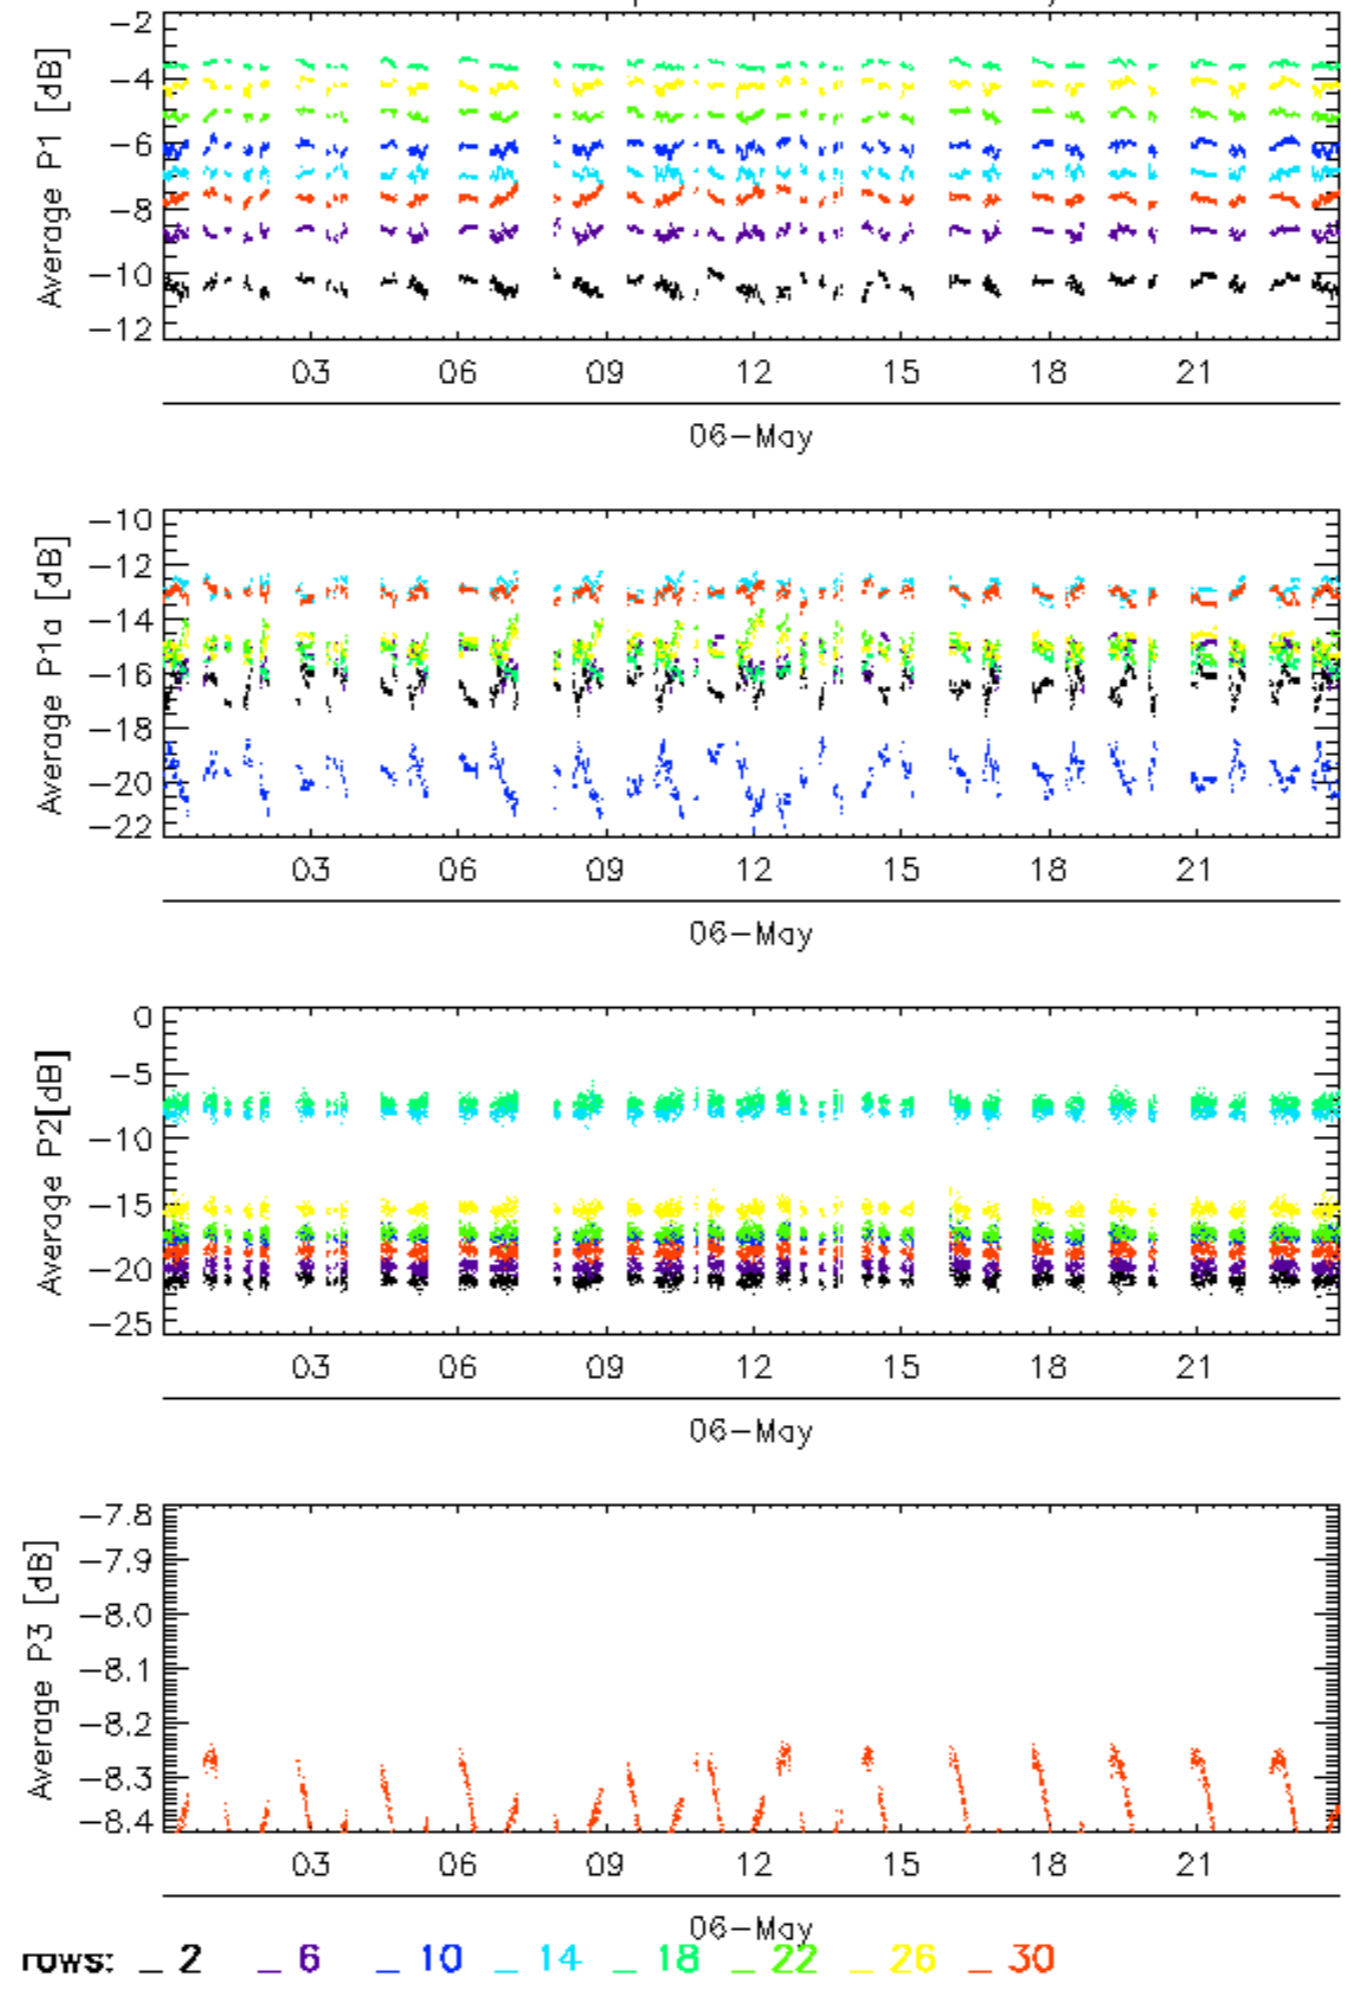 -2
-4
-6
-8
-10
-12
Average P1 [dB]
03 06 09 12 15 18 21
06-May
-10
-12
-14
-16
-18
-20
-22
Average P1a [dB]
03 06 09 12 15 18 21
06-May
0
-5
-10
-15
-20
-25
Average P2[dB]
03 06 09 12 15 18 21
06-May
-7.8
-7.9
-8.0
-8.1
-8.2
-8.3
-8.4
Average P3 [dB]
03 06 09 12 15 18 21
06-May
rows: _ 2 _ 6 _ 10 _ 14 _ 18 _ 22 _ 26 _ 30